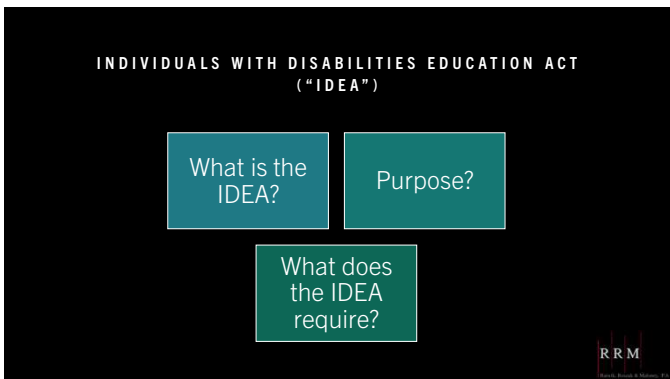 INDIVIDUALS WITH DISABILITIES EDUCATION ACT
("IDEA")
What is the
IDEA?
Purpose?
What does
the IDEA
require?
RRM